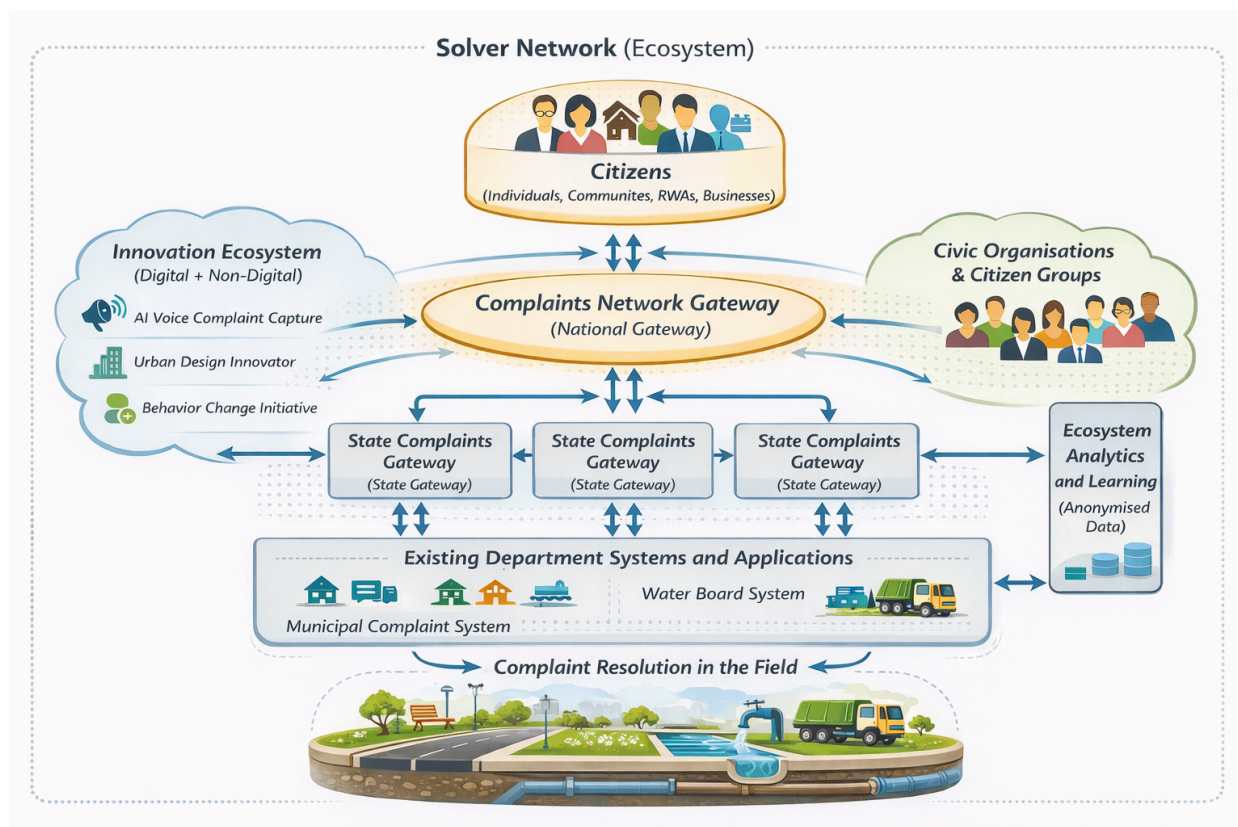 Solver Network (Ecosystem)
Citizens
(Individuals, Communites, RWAs, Businesses)
Innovation Ecosystem
(Digital + Non-Digital)
AI Voice Complaint Capture
Urban Design Innovator
Behavior Change Initiative
Complaints Network Gateway
(National Gateway)
Civic Organisations
& Citizen Groups
State Complaints
Gateway
(State Gateway)
State Complaints
Gateway
(State Gateway)
State Complaints
Gateway
(State Gateway)
Ecosystem
Analytics
and Learning
(Anonymised
Data)
Existing Department Systems and Applications
Municipal Complaint System
Water Board System
Complaint Resolution in the Field